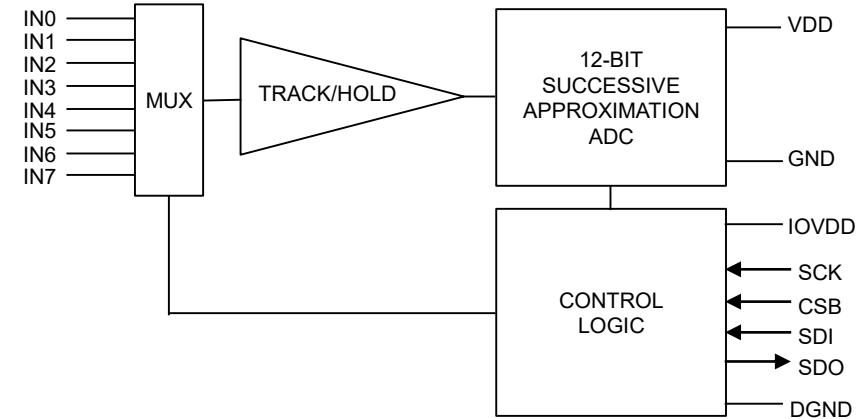 IN0
IN1
IN2
IN3
IN4
IN5
IN6
IN7
MUX
TRACK/HOLD
12-BIT
SUCCESSIVE
APPROXIMATION
ADC
VDD
GND
CONTROL
LOGIC
IOVDD
SCK
CSB
SDI
SDO
DGND